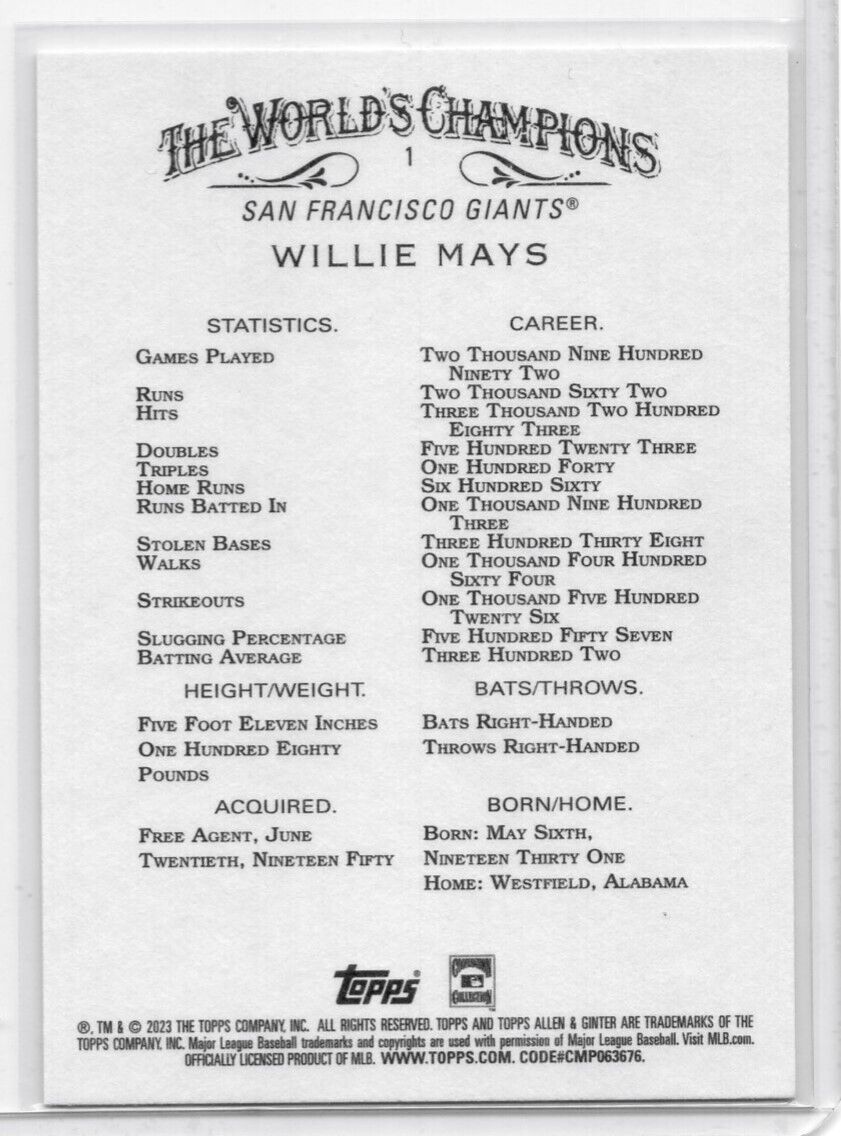 THE WORLD'S CHAMPIONS
1
SAN FRANCISCO GIANTS®
WILLIE MAYS
STATISTICS. CAREER.
GAMES PLAYED TWO THOUSAND NINE HUNDRED
NINETY TWO
RUNS TWO THOUSAND SIXTY TWO
HITS THREE THOUSAND TWO HUNDRED
EIGHTY THREE
DOUBLES FIVE HUNDRED TWENTY THREE
TRIPLES ONE HUNDRED FORTY
HOME RUNS SIX HUNDRED SIXTY
RUNS BATTED IN ONE THOUSAND NINE HUNDRED
THREE
STOLEN BASES THREE HUNDRED THIRTY EIGHT
WALKS ONE THOUSAND FOUR HUNDRED
SIXTY FOUR
STRIKEOUTS ONE THOUSAND FIVE HUNDRED
TWENTY SIX
SLUGGING PERCENTAGE FIVE HUNDRED FIFTY SEVEN
BATTING AVERAGE THREE HUNDRED TWO
HEIGHT/WEIGHT. BATS/THROWS.
FIVE FOOT ELEVEN INCHES BATS RIGHT-HANDED
ONE HUNDRED EIGHTY THROWS RIGHT-HANDED
POUNDS
ACQUIRED. BORN/HOME.
FREE AGENT, JUNE BORN: MAY SIXTH,
TWENTIETH, NINETEEN FIFTY NINETEEN THIRTY ONE
HOME: WESTFIELD, ALABAMA
topps® COOPERSTOWN
COLLECTION™
®, TM & © 2023 THE TOPPS COMPANY, INC. ALL RIGHTS RESERVED. TOPPS AND TOPPS ALLEN & GINTER ARE TRADEMARKS OF THE
TOPPS COMPANY, INC. Major League Baseball trademarks and copyrights are used with permission of Major League Baseball. Visit MLB.com.
OFFICIALLY LICENSED PRODUCT OF MLB. WWW.TOPPS.COM. CODE#CMP063676.